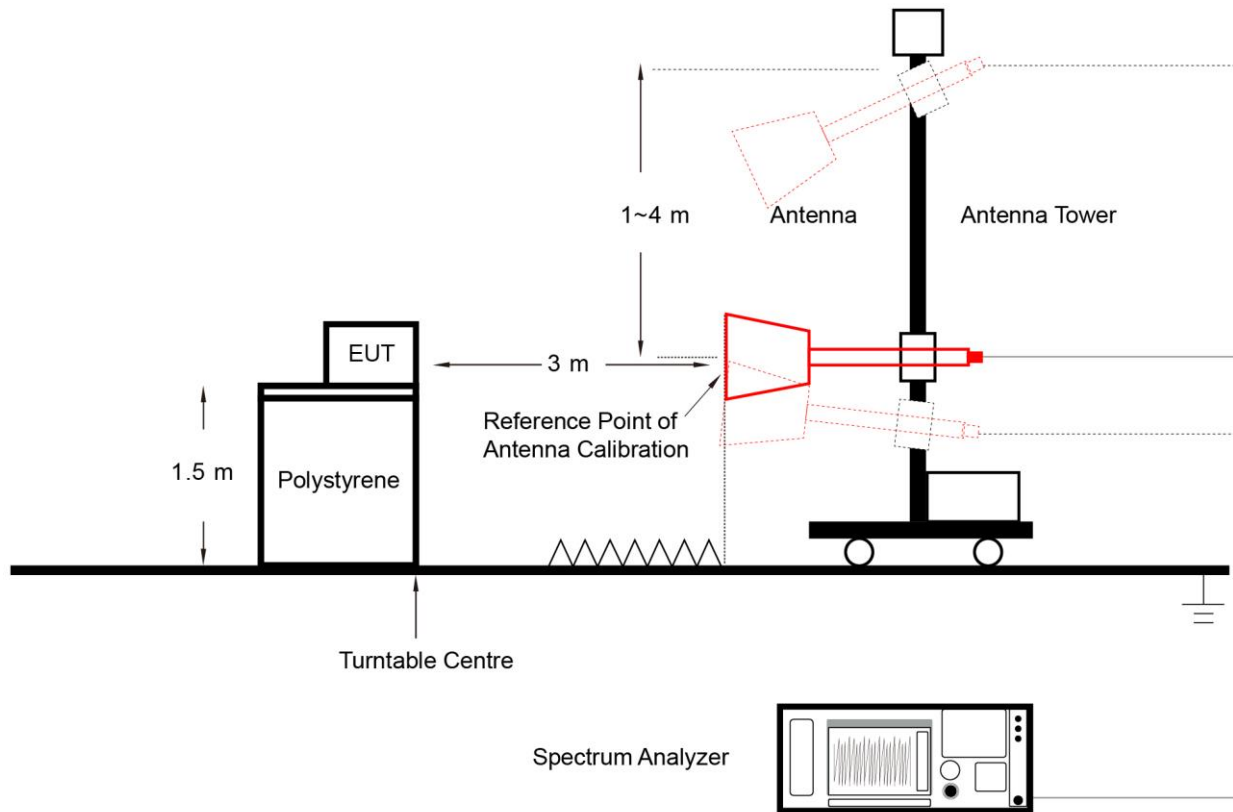 1~4 m
Antenna
Antenna Tower
EUT
3 m
Reference Point of
Antenna Calibration
1.5 m
Polystyrene
Turntable Centre
Spectrum Analyzer